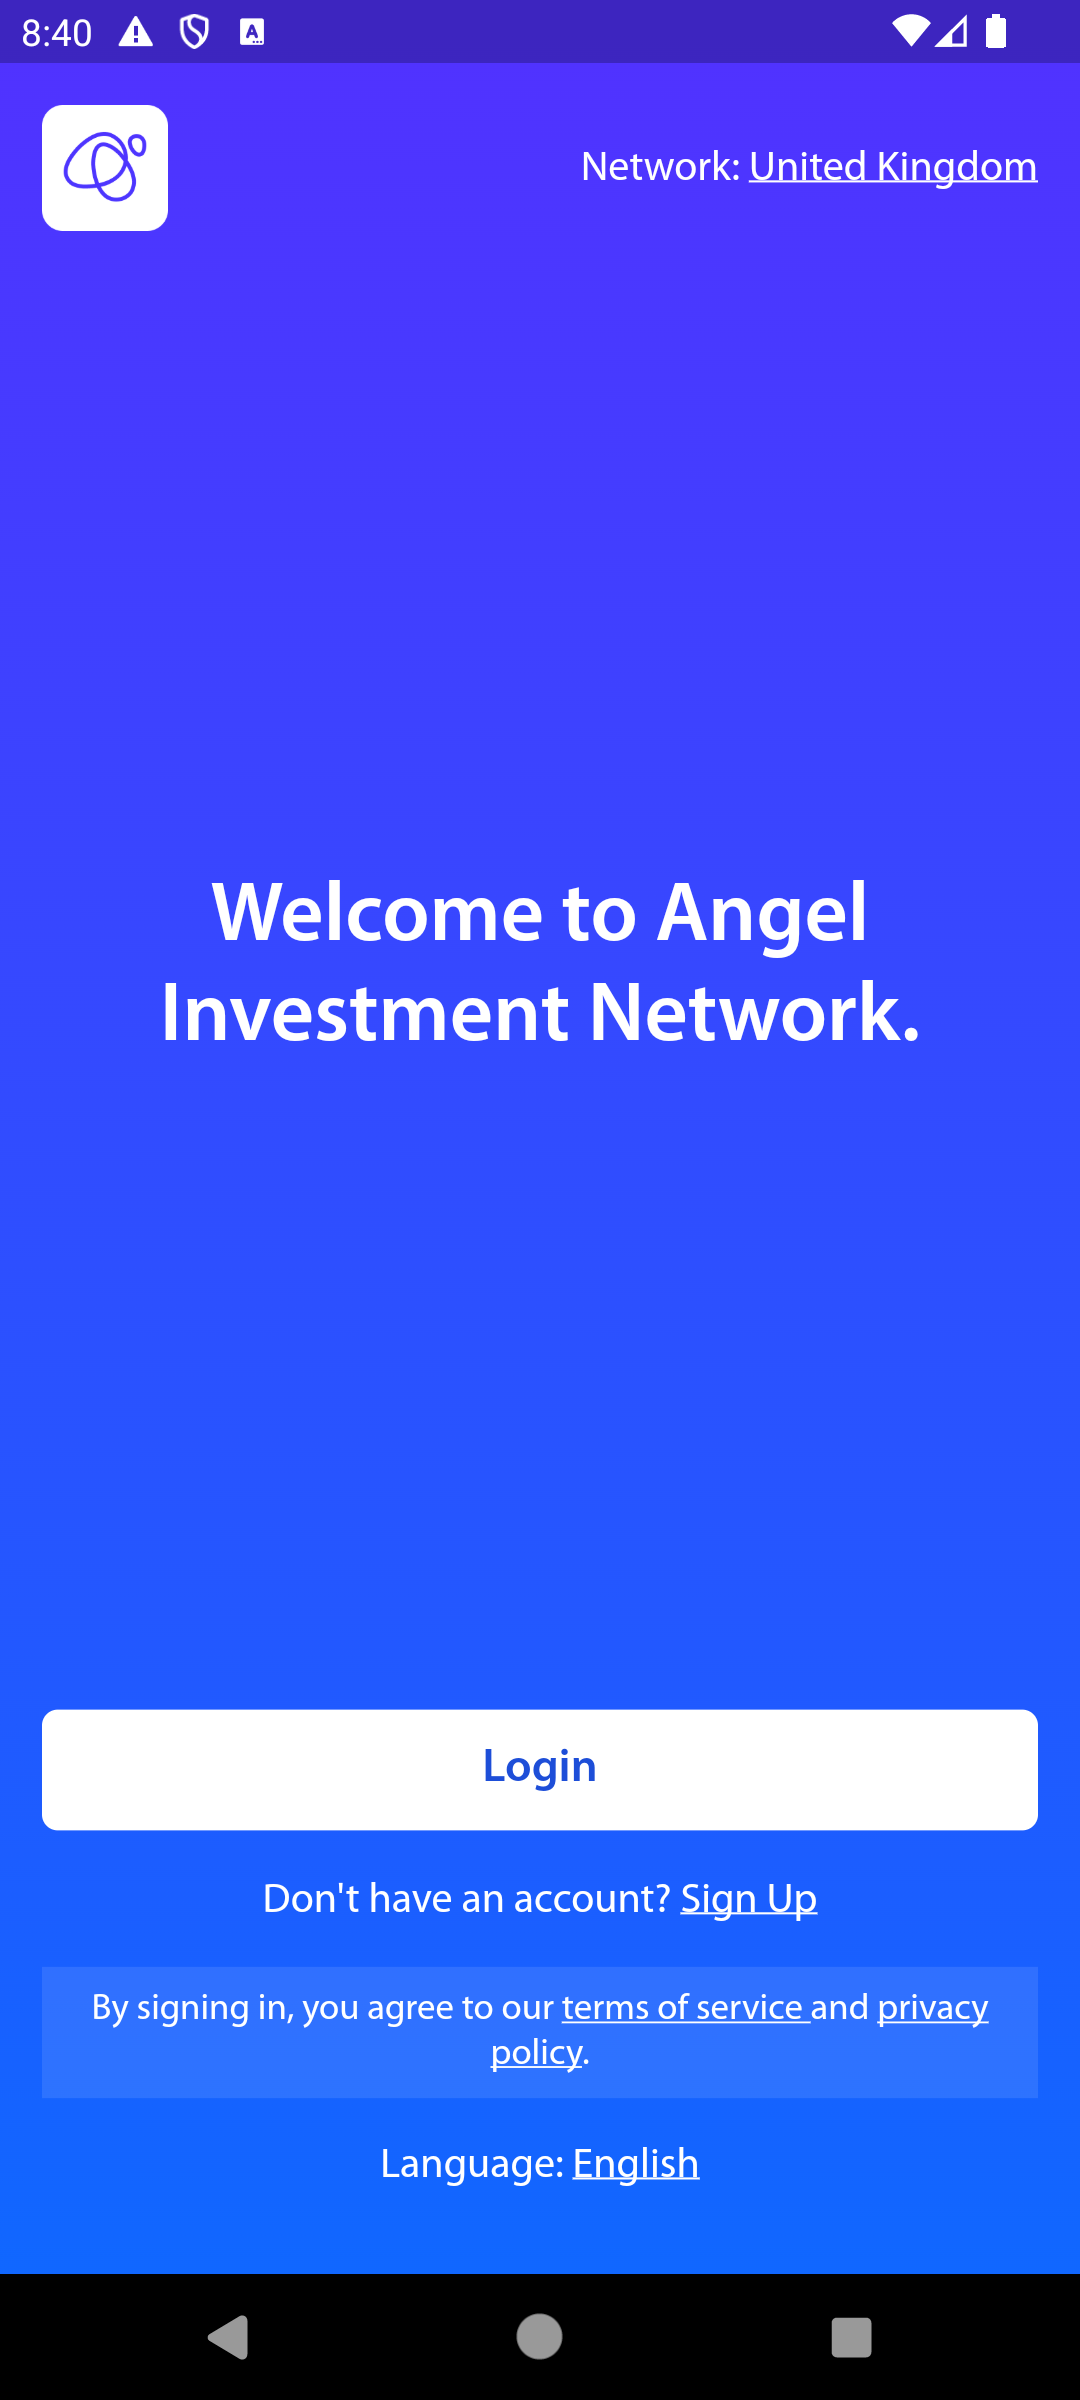 8:40
Network: United Kingdom
Welcome to Angel
Investment Network.
Login
Don't have an account? Sign Up
By signing in, you agree to our terms of service and privacy
policy.
Language: English